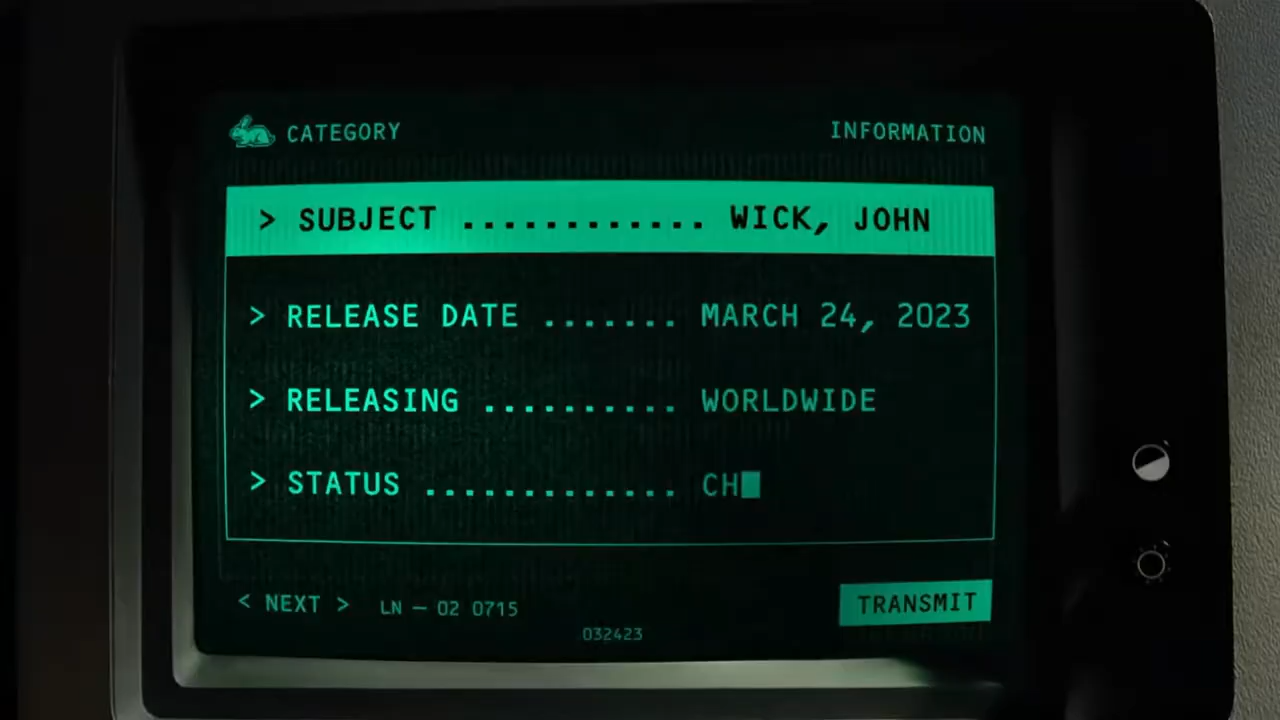 CATEGORY INFORMATION
> SUBJECT ............ WICK, JOHN
> RELEASE DATE ....... MARCH 24, 2023
> RELEASING .......... WORLDWIDE
> STATUS ............. CH
< NEXT > LN — 02 0715 TRANSMIT
032423